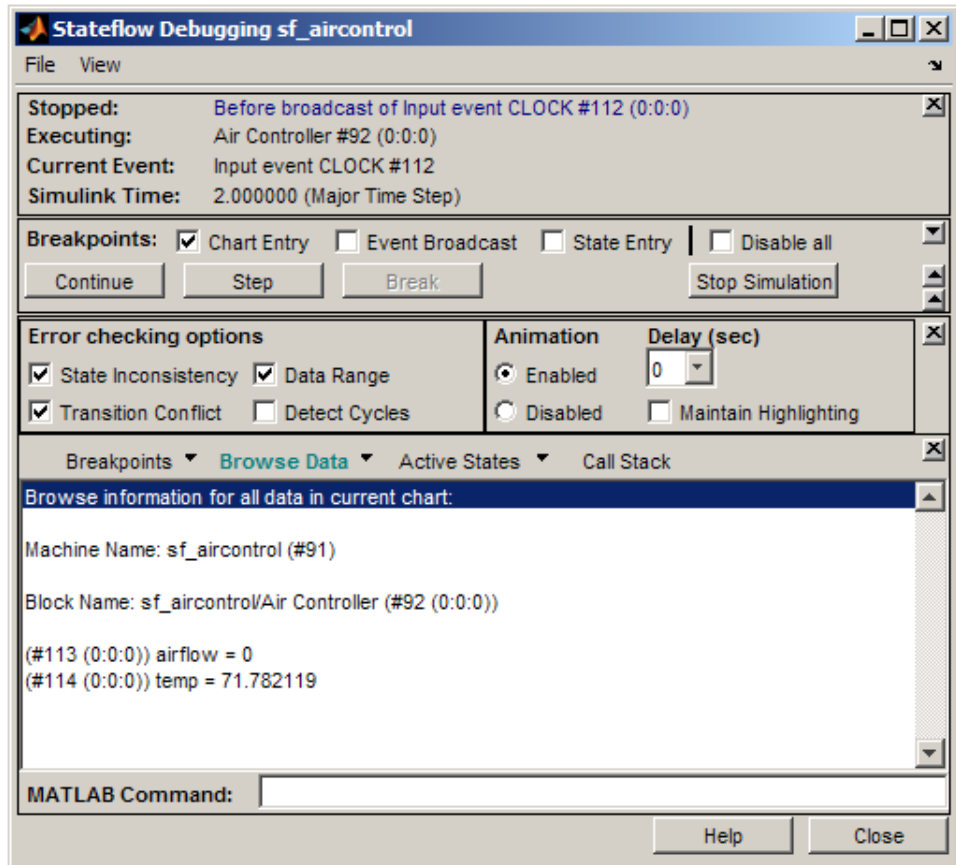 Stateflow Debugging sf_aircontrol
File View
Stopped: Before broadcast of Input event CLOCK #112 (0:0:0)
Executing: Air Controller #92 (0:0:0)
Current Event: Input event CLOCK #112
Simulink Time: 2.000000 (Major Time Step)
Breakpoints: Chart Entry Event Broadcast State Entry Disable all
Continue Step Break Stop Simulation
Error checking options Animation Delay (sec)
State Inconsistency Data Range Enabled 0
Transition Conflict Detect Cycles Disabled Maintain Highlighting
Breakpoints Browse Data Active States Call Stack
Browse information for all data in current chart:
Machine Name: sf_aircontrol (#91)
Block Name: sf_aircontrol/Air Controller (#92 (0:0:0))
(#113 (0:0:0)) airflow = 0
(#114 (0:0:0)) temp = 71.782119
MATLAB Command:
Help Close